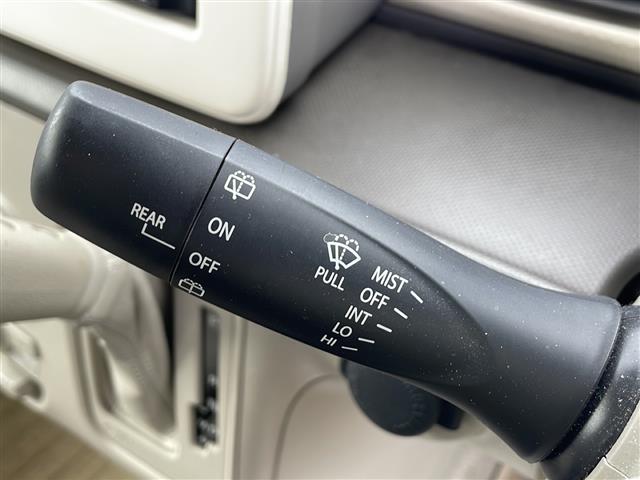 REAR
ON
OFF
PULL
MIST
OFF
INT
LO
HI